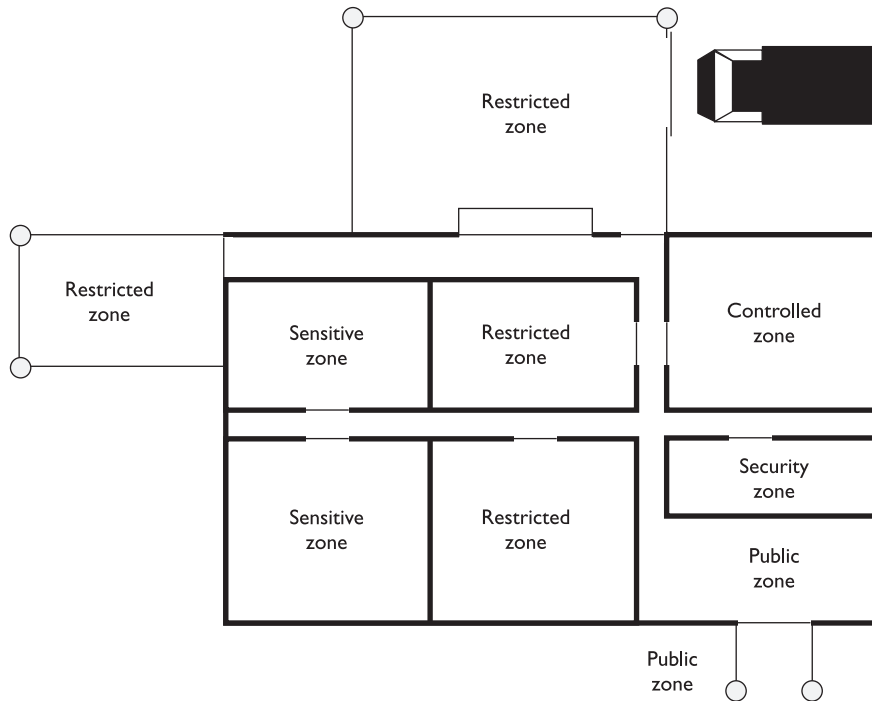 Restricted
zone
Restricted
zone
Sensitive
zone
Restricted
zone
Controlled
zone
Sensitive
zone
Restricted
zone
Security
zone
Public
zone
Public
zone